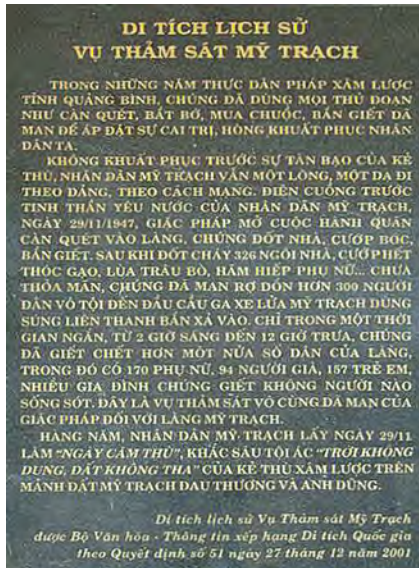 DI TÍCH LỊCH SỬ
VỤ THẢM SÁT MỸ TRẠCH
TRONG NHỮNG NĂM THỰC DÂN PHÁP XÂM LƯỢC
TỈNH QUẢNG BÌNH, CHÚNG ĐÃ DÙNG MỌI THỦ ĐOẠN
NHƯ CÀN QUÉT, BẮT BỚ, MUA CHUỘC, BẮN GIẾT DÃ
MAN ĐỂ ÁP ĐẶT SỰ CAI TRỊ, HÒNG KHUẤT PHỤC NHÂN
DÂN TA.
KHÔNG KHUẤT PHỤC TRƯỚC SỰ TÀN BẠO CỦA KẺ
THÙ, NHÂN DÂN MỸ TRẠCH VẪN MỘT LÒNG, MỘT DẠ ĐI
THEO ĐẢNG, THEO CÁCH MẠNG. ĐIÊN CUỒNG TRƯỚC
TINH THẦN YÊU NƯỚC CỦA NHÂN DÂN MỸ TRẠCH,
NGÀY 29/11/1947, GIẶC PHÁP MỞ CUỘC HÀNH QUÂN
CÀN QUÉT VÀO LÀNG, CHÚNG ĐỐT NHÀ, CƯỚP BÓC,
BẮN GIẾT. SAU KHI ĐỐT CHÁY 326 NGÔI NHÀ, CƯỚP HẾT
THÓC GẠO, LÙA TRÂU BÒ, HÃM HIẾP PHỤ NỮ... CHƯA
THỎA MÃN, CHÚNG DÃ MAN RỢ DỒN HƠN 300 NGƯỜI
DÂN VÔ TỘI ĐẾN ĐẦU CẦU GA XE LỬA MỸ TRẠCH DÙNG
SÚNG LIÊN THANH BẮN XẢ VÀO. CHỈ TRONG MỘT THỜI
GIAN NGẮN, TỪ 2 GIỜ SÁNG ĐẾN 12 GIỜ TRƯA, CHÚNG
ĐÃ GIẾT CHẾT HƠN MỘT NỬA SỐ DÂN CỦA LÀNG,
TRONG ĐÓ CÓ 170 PHỤ NỮ, 94 NGƯỜI GIÀ, 157 TRẺ EM,
NHIỀU GIA ĐÌNH CHÚNG GIẾT KHÔNG NGƯỜI NÀO
SỐNG SÓT. ĐÂY LÀ VỤ THẢM SÁT VÔ CÙNG DÃ MAN CỦA
GIẶC PHÁP ĐỐI VỚI LÀNG MỸ TRẠCH.
HÀNG NĂM, NHÂN DÂN MỸ TRẠCH LẤY NGÀY 29/11
LÀM "NGÀY CĂM THÙ", KHẮC SÂU TỘI ÁC "TRỜI KHÔNG
DUNG, ĐẤT KHÔNG THA" CỦA KẺ THÙ XÂM LƯỢC TRÊN
MẢNH ĐẤT MỸ TRẠCH ĐAU THƯƠNG VÀ ANH DŨNG.
Di tích lịch sử Vụ Thảm sát Mỹ Trạch
được Bộ Văn hóa - Thông tin xếp hạng Di tích Quốc gia
theo Quyết định số 51 ngày 27 tháng 12 năm 2001